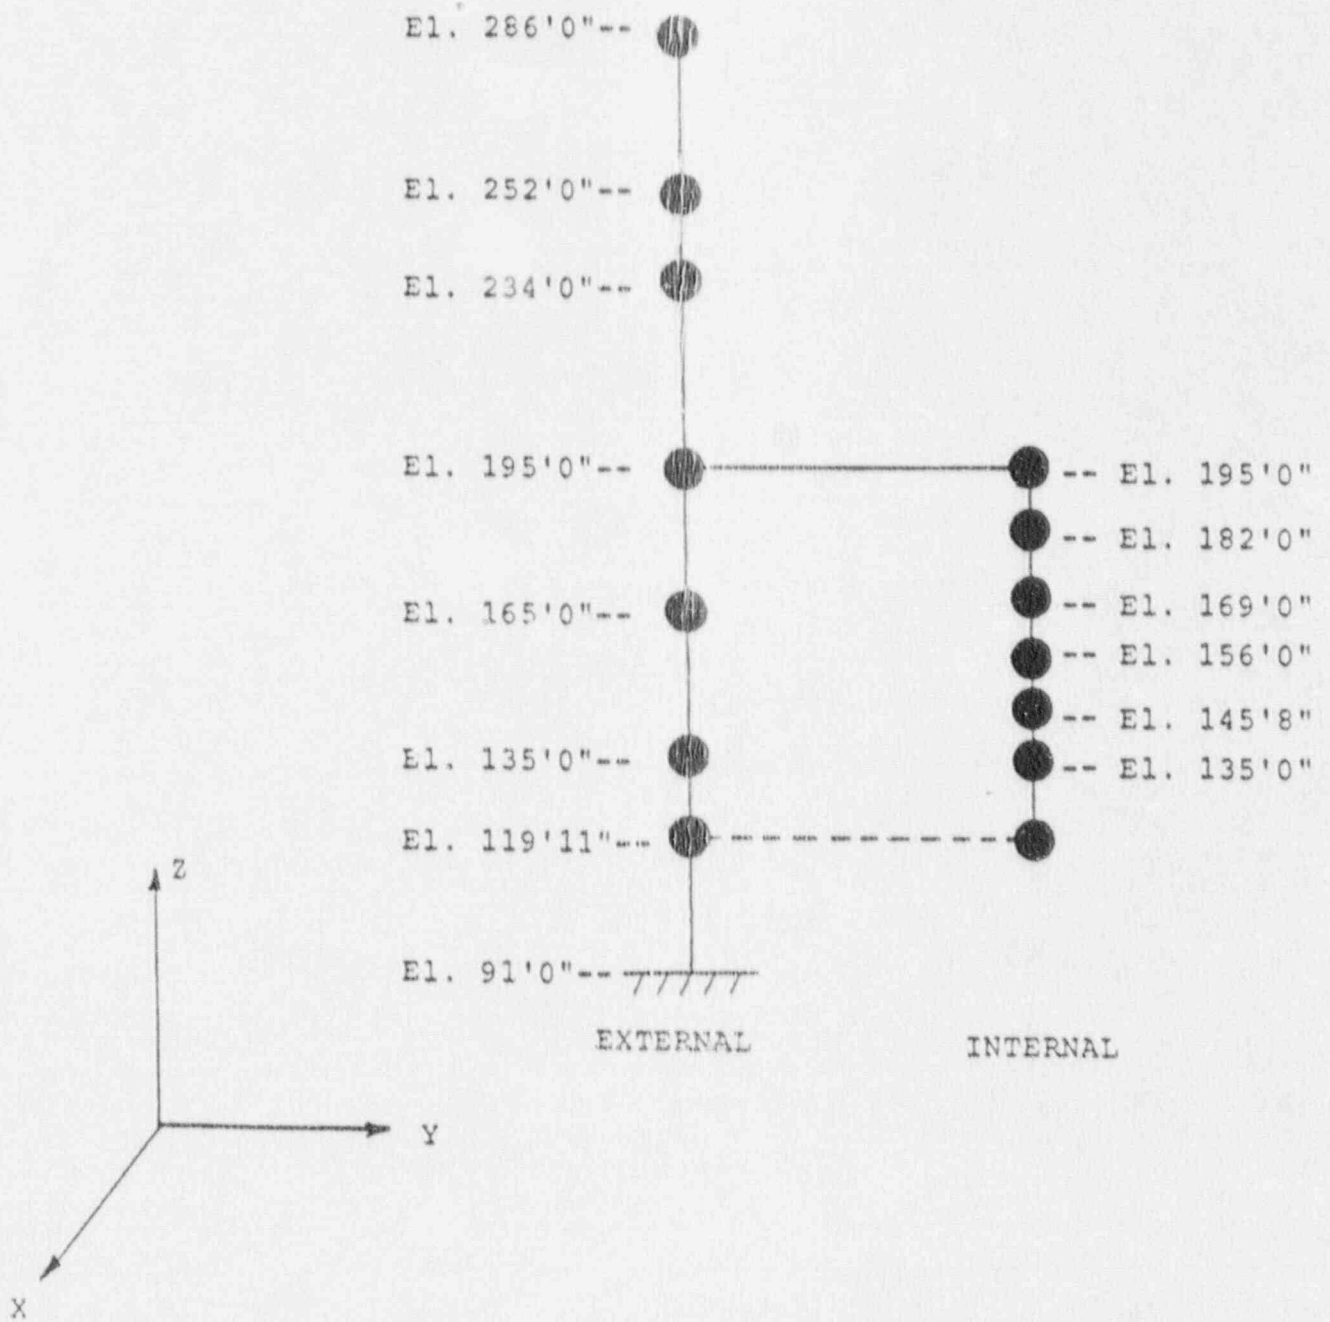 El. 286'0"--
El. 252'0"--
El. 234'0"--
El. 195'0"--
-- El. 195'0"
-- El. 182'0"
El. 165'0"--
-- El. 169'0"
-- El. 156'0"
-- El. 145'8"
El. 135'0"--
-- El. 135'0"
El. 119'11"--
Z
El. 91'0"--
EXTERNAL
INTERNAL
Y
X